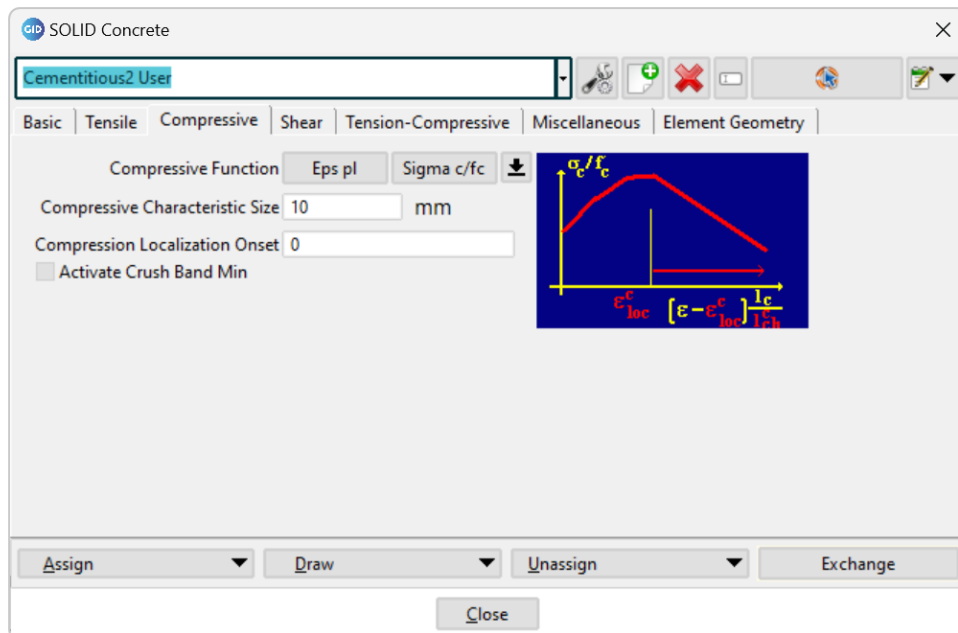 GiD SOLID Concrete
Cementitious2 User
Basic Tensile Compressive Shear Tension-Compressive Miscellaneous Element Geometry
Compressive Function Eps pl Sigma c/fc
Compressive Characteristic Size 10 mm
Compression Localization Onset 0
Activate Crush Band Min
σc/fc
εcloc [ε-εcloc]lc/lcch
Assign Draw Unassign Exchange
Close